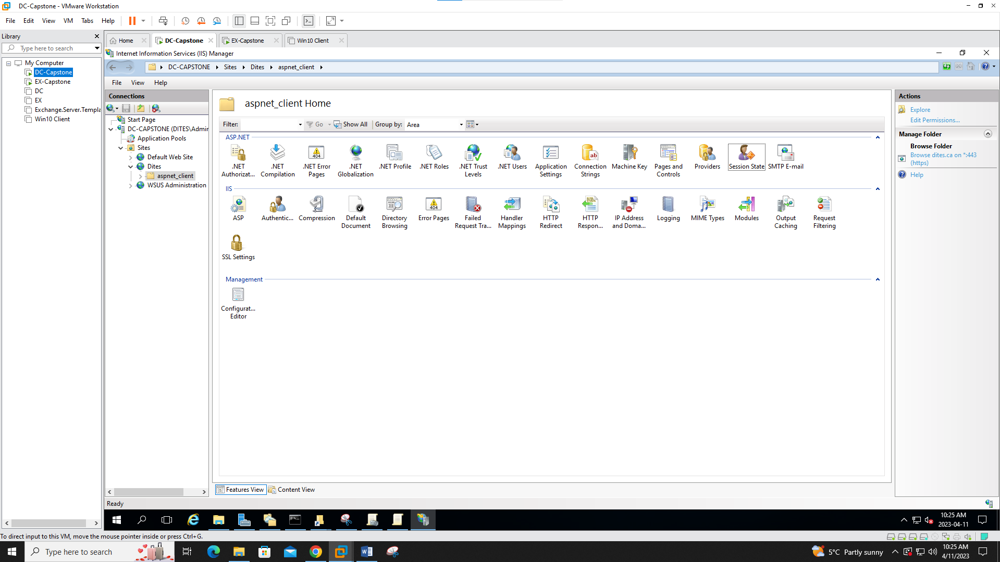 DC-Capstone - VMware Workstation
File Edit View VM Tabs Help
Library
Type here to search
My Computer
DC-Capstone
EX-Capstone
DC
EX
Exchange.Server.Templa
Win10 Client
Home
DC-Capstone
EX-Capstone
Win10 Client
Internet Information Services (IIS) Manager
DC-CAPSTONE Sites Dites aspnet_client
File View Help
Connections
Start Page
DC-CAPSTONE (DITES\Admir
Application Pools
Sites
Default Web Site
Dites
aspnet_client
WSUS Administration
aspnet_client Home
Filter: Go Show All Group by: Area
ASP.NET
.NET Authorizat...
.NET Compilation
.NET Error Pages
404
.NET Globalization
.NET Profile
.NET Roles
.NET Trust Levels
.NET Users
Application Settings
Connection Strings
ab
Machine Key
Pages and Controls
Providers
Session State
SMTP E-mail
IIS
ASP
Authentic...
Compression
Default Document
Directory Browsing
Error Pages
404
Failed Request Tra...
Handler Mappings
HTTP Redirect
HTTP Respon...
IP Address and Doma...
Logging
MIME Types
Modules
Output Caching
Request Filtering
SSL Settings
Management
Configurat... Editor
Features View
Content View
Actions
Explore
Edit Permissions...
Manage Folder
Browse Folder
Browse dites.ca on *:443
(https)
Help
Ready
10:25 AM
2023-04-11
To direct input to this VM, move the mouse pointer inside or press Ctrl+G.
Type here to search
5°C Partly sunny
10:25 AM
4/11/2023